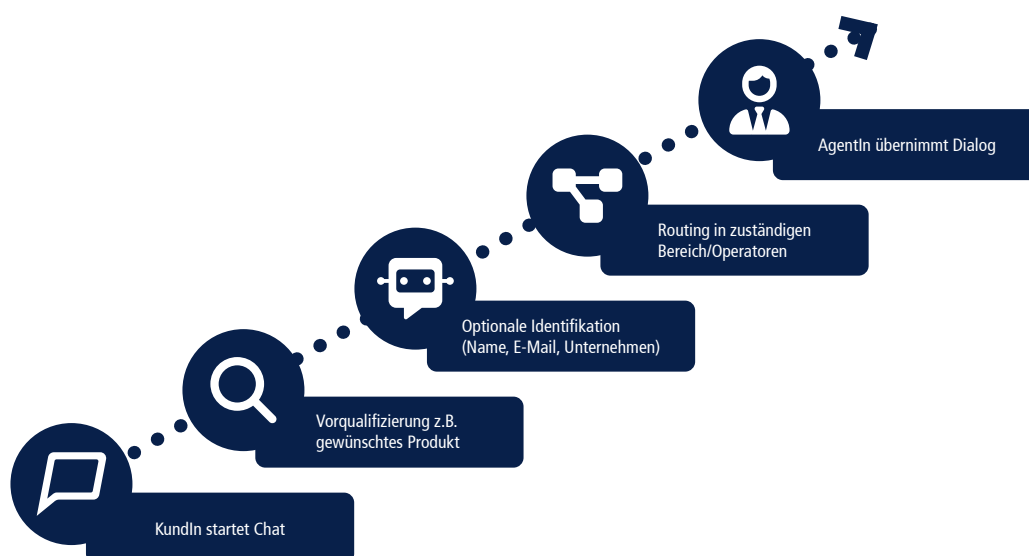 AgentIn übernimmt Dialog
Routing in zuständigen
Bereich/Operatoren
Optionale Identifikation
(Name, E-Mail, Unternehmen)
Vorqualifizierung z.B.
gewünschtes Produkt
KundIn startet Chat